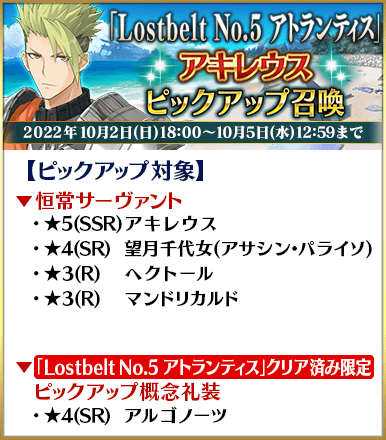 「Lostbelt No.5 アトランティス」
アキレウス
ピックアップ召喚
2022年10月2日(日)18:00～10月5日(水)12:59まで
【ピックアップ対象】
▼恒常サーヴァント
・★5(SSR)アキレウス
・★4(SR) 望月千代女(アサシン・パライソ)
・★3(R) ヘクトール
・★3(R) マンドリカルド
▼「Lostbelt No.5 アトランティス」クリア済み限定
ピックアップ概念礼装
・★4(SR) アルゴノーツ